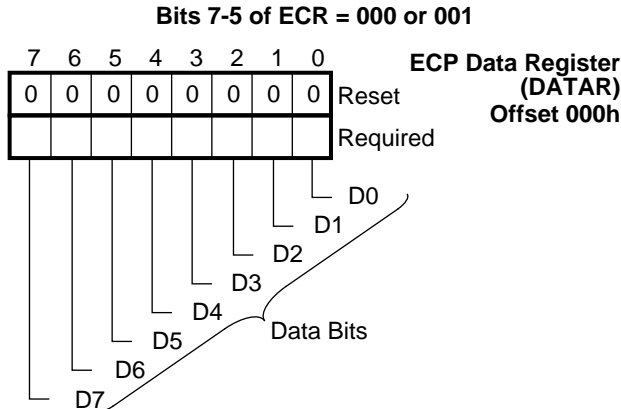 Bits 7-5 of ECR = 000 or 001
7 6 5 4 3 2 1 0
ECP Data Register
(DATAR)
Offset 000h
0 0 0 0 0 0 0 0 Reset
Required
D0
D1
D2
D3
D4
Data Bits
D5
D6
D7